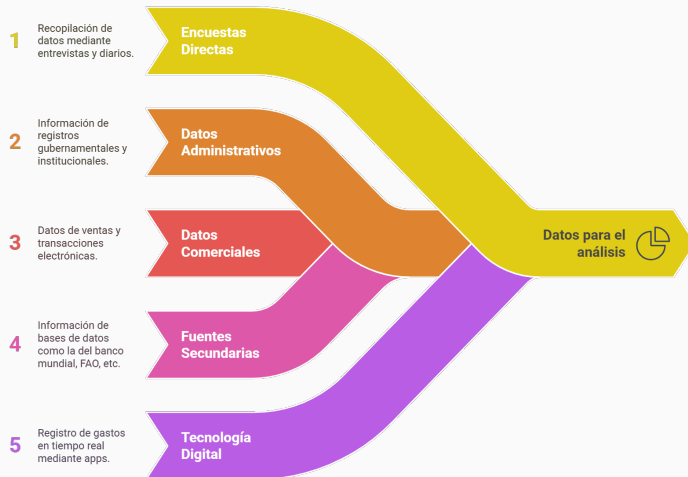 1
Recopilación de
datos mediante
entrevistas y diarios.
Encuestas
Directas
2
Información de
registros
gubernamentales y
institucionales.
Datos
Administrativos
3
Datos de ventas y
transacciones
electrónicas.
Datos
Comerciales
Datos para el
análisis
4
Información de
bases de datos
como la del banco
mundial, FAO, etc.
Fuentes
Secundarias
5
Registro de gastos
en tiempo real
mediante apps.
Tecnología
Digital